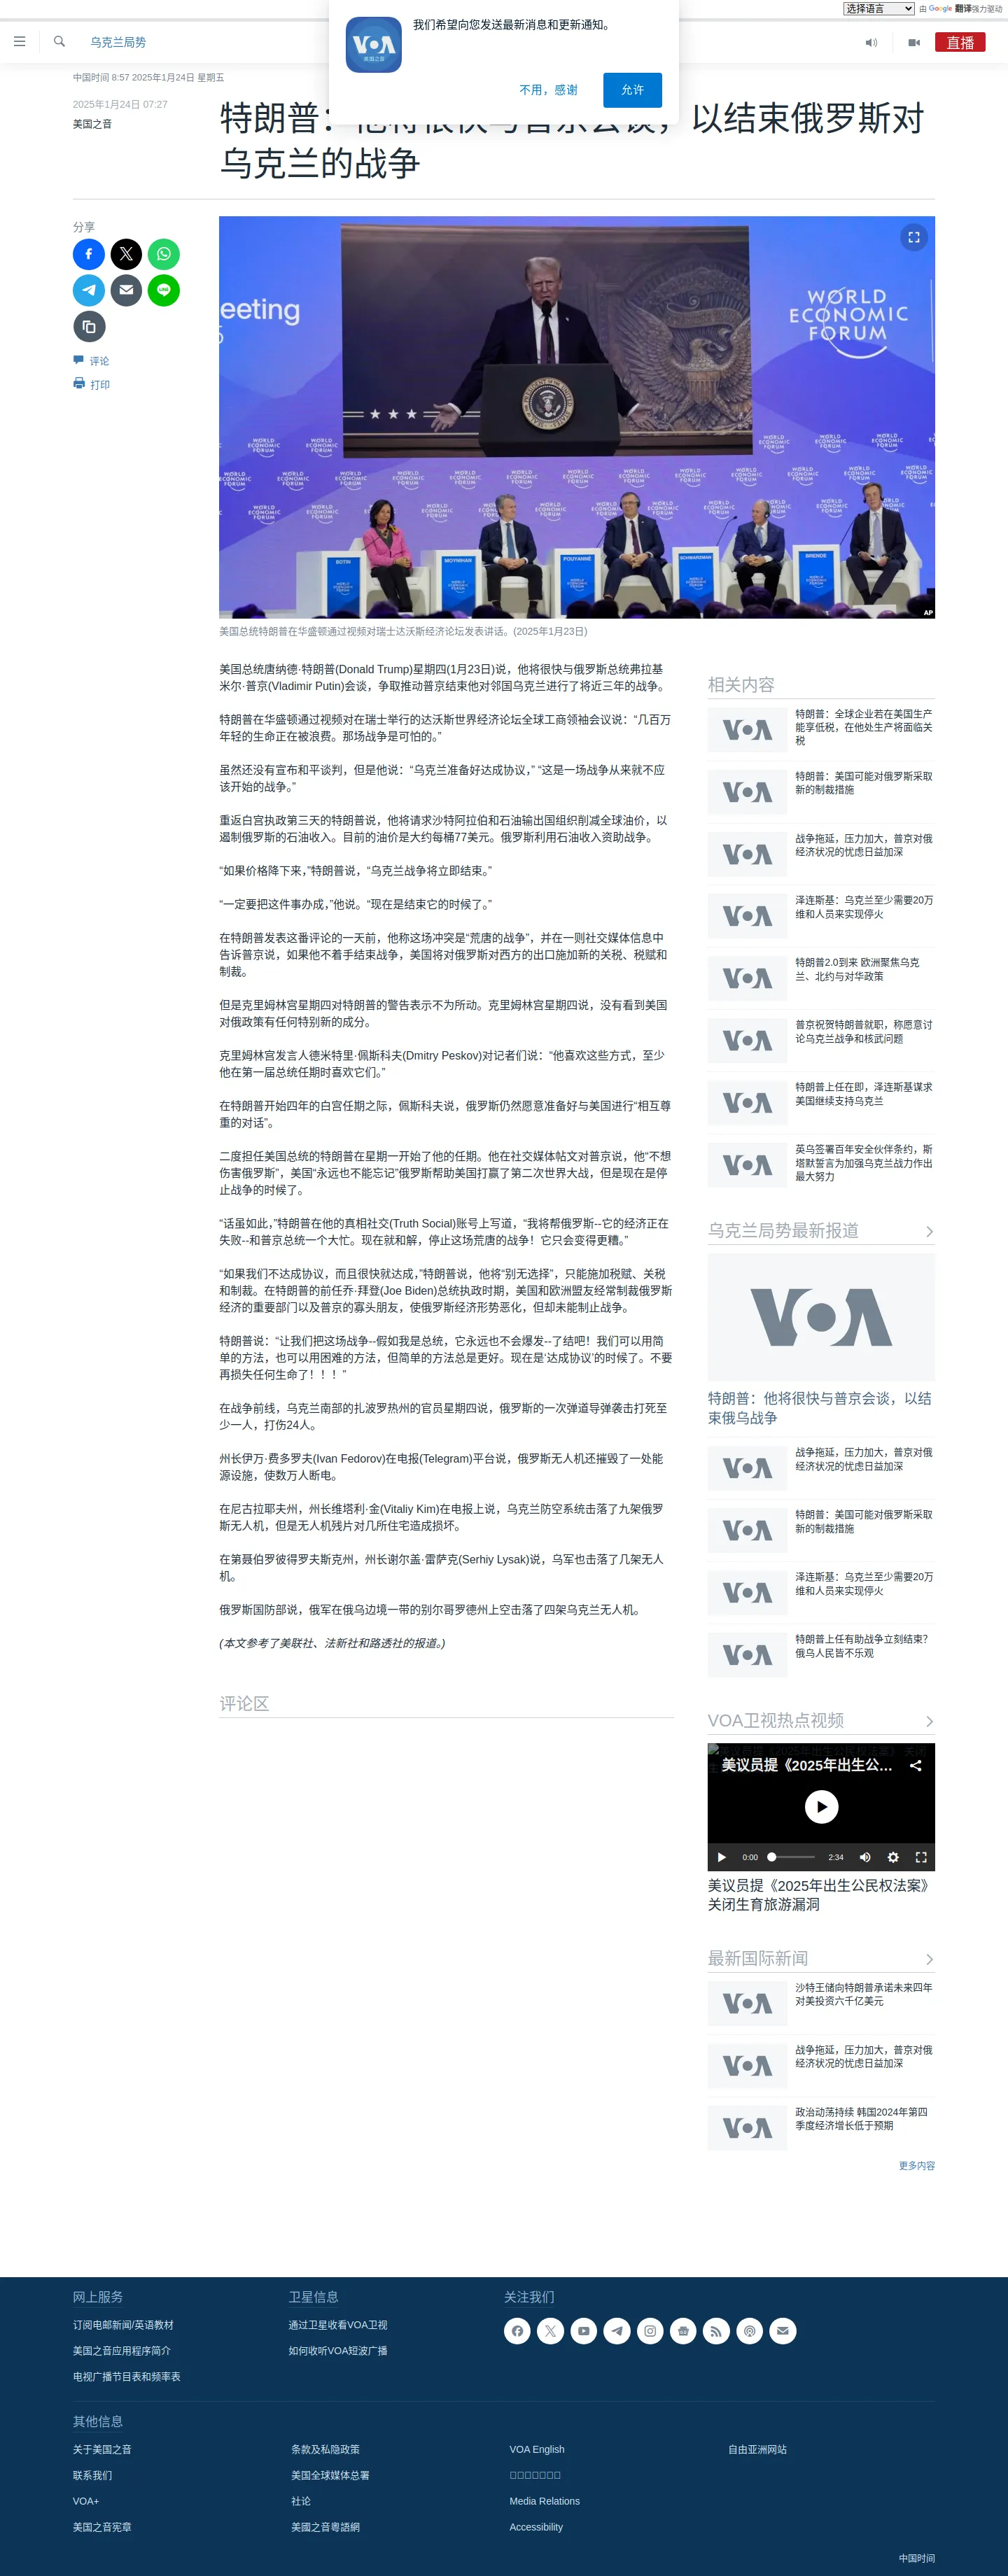 选择语言 由 Google 翻译强力驱动
我们希望向您发送最新消息和更新通知。
VOA
美国之音
不用，感谢
允许
乌克兰局势
直播
中国时间 8:57 2025年1月24日 星期五
2025年1月24日 07:27
美国之音
特朗普：他将很快与普京会谈，以结束俄罗斯对
乌克兰的战争
分享
评论
打印
eeting
WORLD
ECONOMIC
FORUM
BOTIN
MOYNIHAN
POUYANNE
SCHWARZMAN
BRENDE
AP
美国总统特朗普在华盛顿通过视频对瑞士达沃斯经济论坛发表讲话。(2025年1月23日)
美国总统唐纳德·特朗普(Donald Trump)星期四(1月23日)说，他将很快与俄罗斯总统弗拉基
米尔·普京(Vladimir Putin)会谈，争取推动普京结束他对邻国乌克兰进行了将近三年的战争。
特朗普在华盛顿通过视频对在瑞士举行的达沃斯世界经济论坛全球工商领袖会议说：“几百万
年轻的生命正在被浪费。那场战争是可怕的。”
虽然还没有宣布和平谈判，但是他说：“乌克兰准备好达成协议，” “这是一场战争从来就不应
该开始的战争。”
重返白宫执政第三天的特朗普说，他将请求沙特阿拉伯和石油输出国组织削减全球油价，以
遏制俄罗斯的石油收入。目前的油价是大约每桶77美元。俄罗斯利用石油收入资助战争。
“如果价格降下来，”特朗普说，“乌克兰战争将立即结束。”
“一定要把这件事办成，”他说。“现在是结束它的时候了。”
在特朗普发表这番评论的一天前，他称这场冲突是“荒唐的战争”，并在一则社交媒体信息中
告诉普京说，如果他不着手结束战争，美国将对俄罗斯对西方的出口施加新的关税、税赋和
制裁。
但是克里姆林宫星期四对特朗普的警告表示不为所动。克里姆林宫星期四说，没有看到美国
对俄政策有任何特别新的成分。
克里姆林宫发言人德米特里·佩斯科夫(Dmitry Peskov)对记者们说：“他喜欢这些方式，至少
他在第一届总统任期时喜欢它们。”
在特朗普开始四年的白宫任期之际，佩斯科夫说，俄罗斯仍然愿意准备好与美国进行“相互尊
重的对话”。
二度担任美国总统的特朗普在星期一开始了他的任期。他在社交媒体帖文对普京说，他“不想
伤害俄罗斯”，美国“永远也不能忘记”俄罗斯帮助美国打赢了第二次世界大战，但是现在是停
止战争的时候了。
“话虽如此，”特朗普在他的真相社交(Truth Social)账号上写道，“我将帮俄罗斯--它的经济正在
失败--和普京总统一个大忙。现在就和解，停止这场荒唐的战争！它只会变得更糟。”
“如果我们不达成协议，而且很快就达成，”特朗普说，他将“别无选择”，只能施加税赋、关税
和制裁。在特朗普的前任乔·拜登(Joe Biden)总统执政时期，美国和欧洲盟友经常制裁俄罗斯
经济的重要部门以及普京的寡头朋友，使俄罗斯经济形势恶化，但却未能制止战争。
特朗普说：“让我们把这场战争--假如我是总统，它永远也不会爆发--了结吧！我们可以用简
单的方法，也可以用困难的方法，但简单的方法总是更好。现在是‘达成协议’的时候了。不要
再损失任何生命了！！！”
在战争前线，乌克兰南部的扎波罗热州的官员星期四说，俄罗斯的一次弹道导弹袭击打死至
少一人，打伤24人。
州长伊万·费多罗夫(Ivan Fedorov)在电报(Telegram)平台说，俄罗斯无人机还摧毁了一处能
源设施，使数万人断电。
在尼古拉耶夫州，州长维塔利·金(Vitaliy Kim)在电报上说，乌克兰防空系统击落了九架俄罗
斯无人机，但是无人机残片对几所住宅造成损坏。
在第聂伯罗彼得罗夫斯克州，州长谢尔盖·雷萨克(Serhiy Lysak)说，乌军也击落了几架无人
机。
俄罗斯国防部说，俄军在俄乌边境一带的别尔哥罗德州上空击落了四架乌克兰无人机。
(本文参考了美联社、法新社和路透社的报道。)
评论区
相关内容
特朗普：全球企业若在美国生产
能享低税，在他处生产将面临关
税
特朗普：美国可能对俄罗斯采取
新的制裁措施
战争拖延，压力加大，普京对俄
经济状况的忧虑日益加深
泽连斯基：乌克兰至少需要20万
维和人员来实现停火
特朗普2.0到来 欧洲聚焦乌克
兰、北约与对华政策
普京祝贺特朗普就职，称愿意讨
论乌克兰战争和核武问题
特朗普上任在即，泽连斯基谋求
美国继续支持乌克兰
英乌签署百年安全伙伴条约，斯
塔默誓言为加强乌克兰战力作出
最大努力
乌克兰局势最新报道
VOA
特朗普：他将很快与普京会谈，以结
束俄乌战争
战争拖延，压力加大，普京对俄
经济状况的忧虑日益加深
特朗普：美国可能对俄罗斯采取
新的制裁措施
泽连斯基：乌克兰至少需要20万
维和人员来实现停火
特朗普上任有助战争立刻结束？
俄乌人民皆不乐观
VOA卫视热点视频
美议员提《2025年出生公...
0:00
2:34
美议员提《2025年出生公民权法案》
关闭生育旅游漏洞
最新国际新闻
沙特王储向特朗普承诺未来四年
对美投资六千亿美元
战争拖延，压力加大，普京对俄
经济状况的忧虑日益加深
政治动荡持续 韩国2024年第四
季度经济增长低于预期
更多内容
网上服务
订阅电邮新闻/英语教材
美国之音应用程序简介
电视广播节目表和频率表
卫星信息
通过卫星收看VOA卫视
如何收听VOA短波广播
关注我们
其他信息
关于美国之音
联系我们
VOA+
美国之音宪章
条款及私隐政策
美国全球媒体总署
社论
美國之音粵語網
VOA English
Media Relations
Accessibility
自由亚洲网站
中国时间